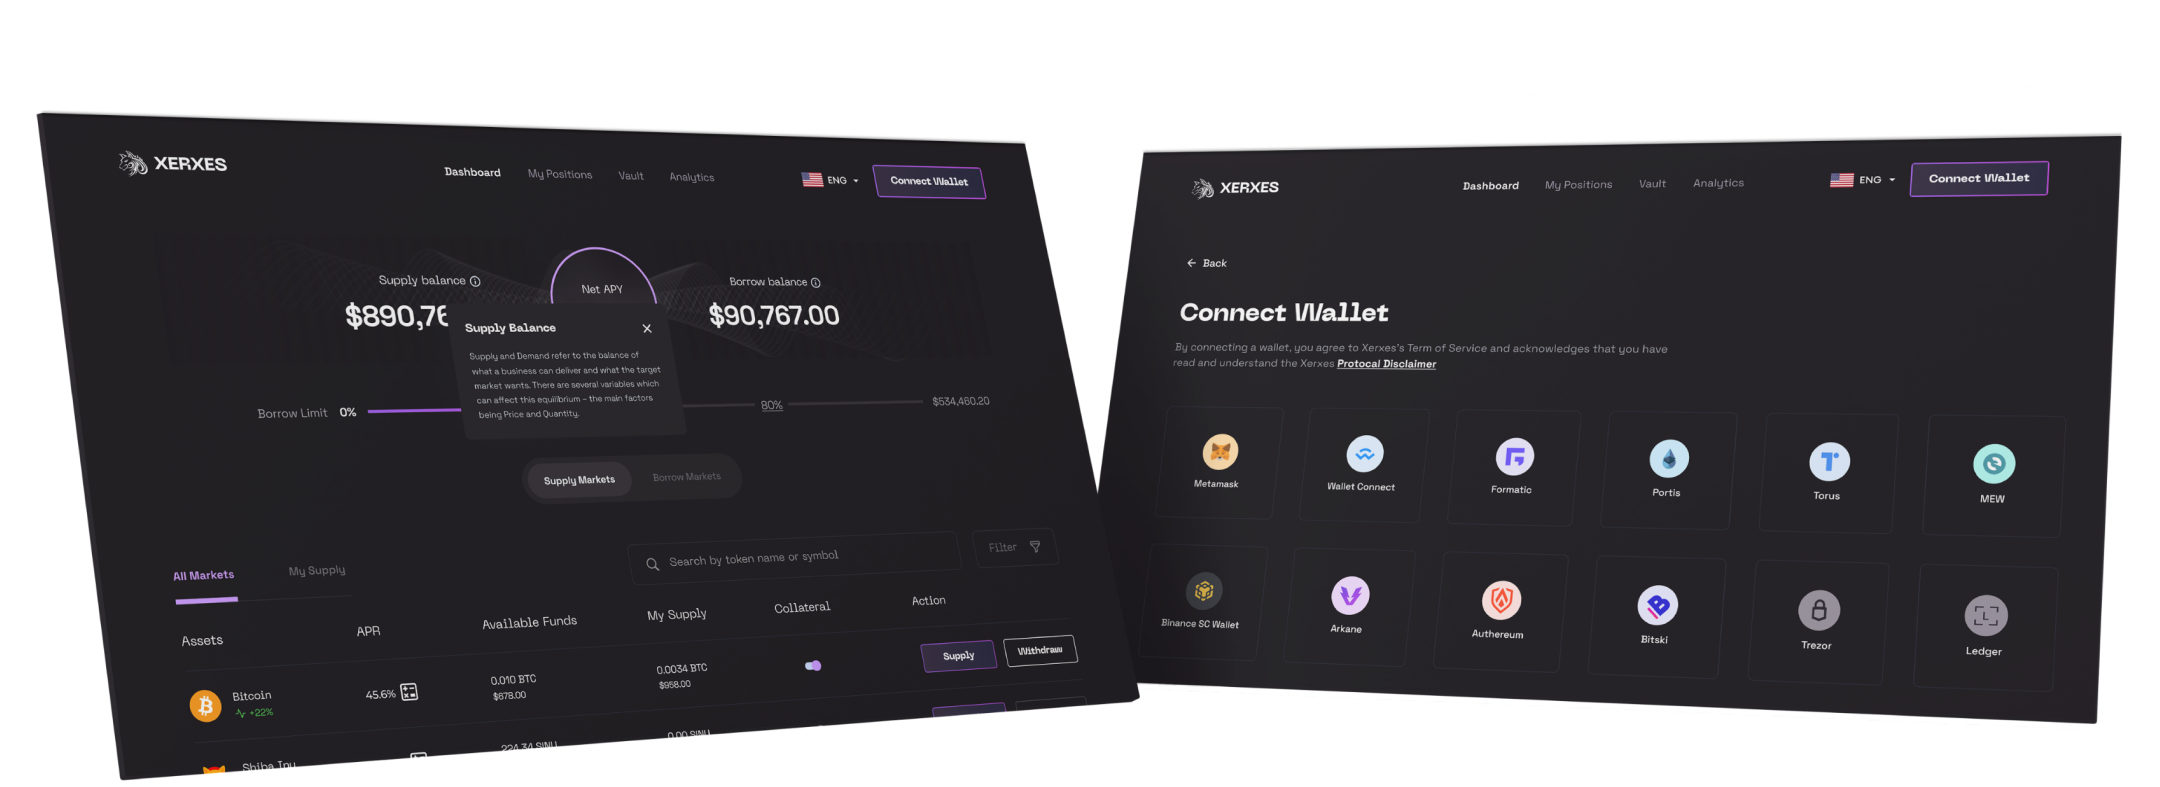 XERXES
Dashboard My Positions Vault Analytics
ENG
Connect Wallet
Supply balance
$890,76
Net APY
Borrow balance
$90,767.00
Supply Balance
Supply and Demand refer to the balance of
what a business can deliver and what the target
market wants. There are several variables which
can affect this equilibrium – the main factors
being Price and Quantity.
Borrow Limit 0%
80%
$534,460.20
Supply Markets Borrow Markets
All Markets My Supply
Search by token name or symbol
Filter
Assets APR Available Funds My Supply Collateral Action
Bitcoin
+22%
45.6%
0.010 BTC
$678.00
0.0034 BTC
$958.00
Supply Withdraw
Shiba Inu
224.34 SINU
0.00 SINU
XERXES
Dashboard My Positions Vault Analytics
ENG
Connect Wallet
Back
Connect Wallet
By connecting a wallet, you agree to Xerxes's Term of Service and acknowledges that you have
read and understand the Xerxes Protocal Disclaimer
Metamask
Wallet Connect
Formatic
Portis
Torus
MEW
Binance SC Wallet
Arkane
Authereum
Bitski
Trezor
Ledger